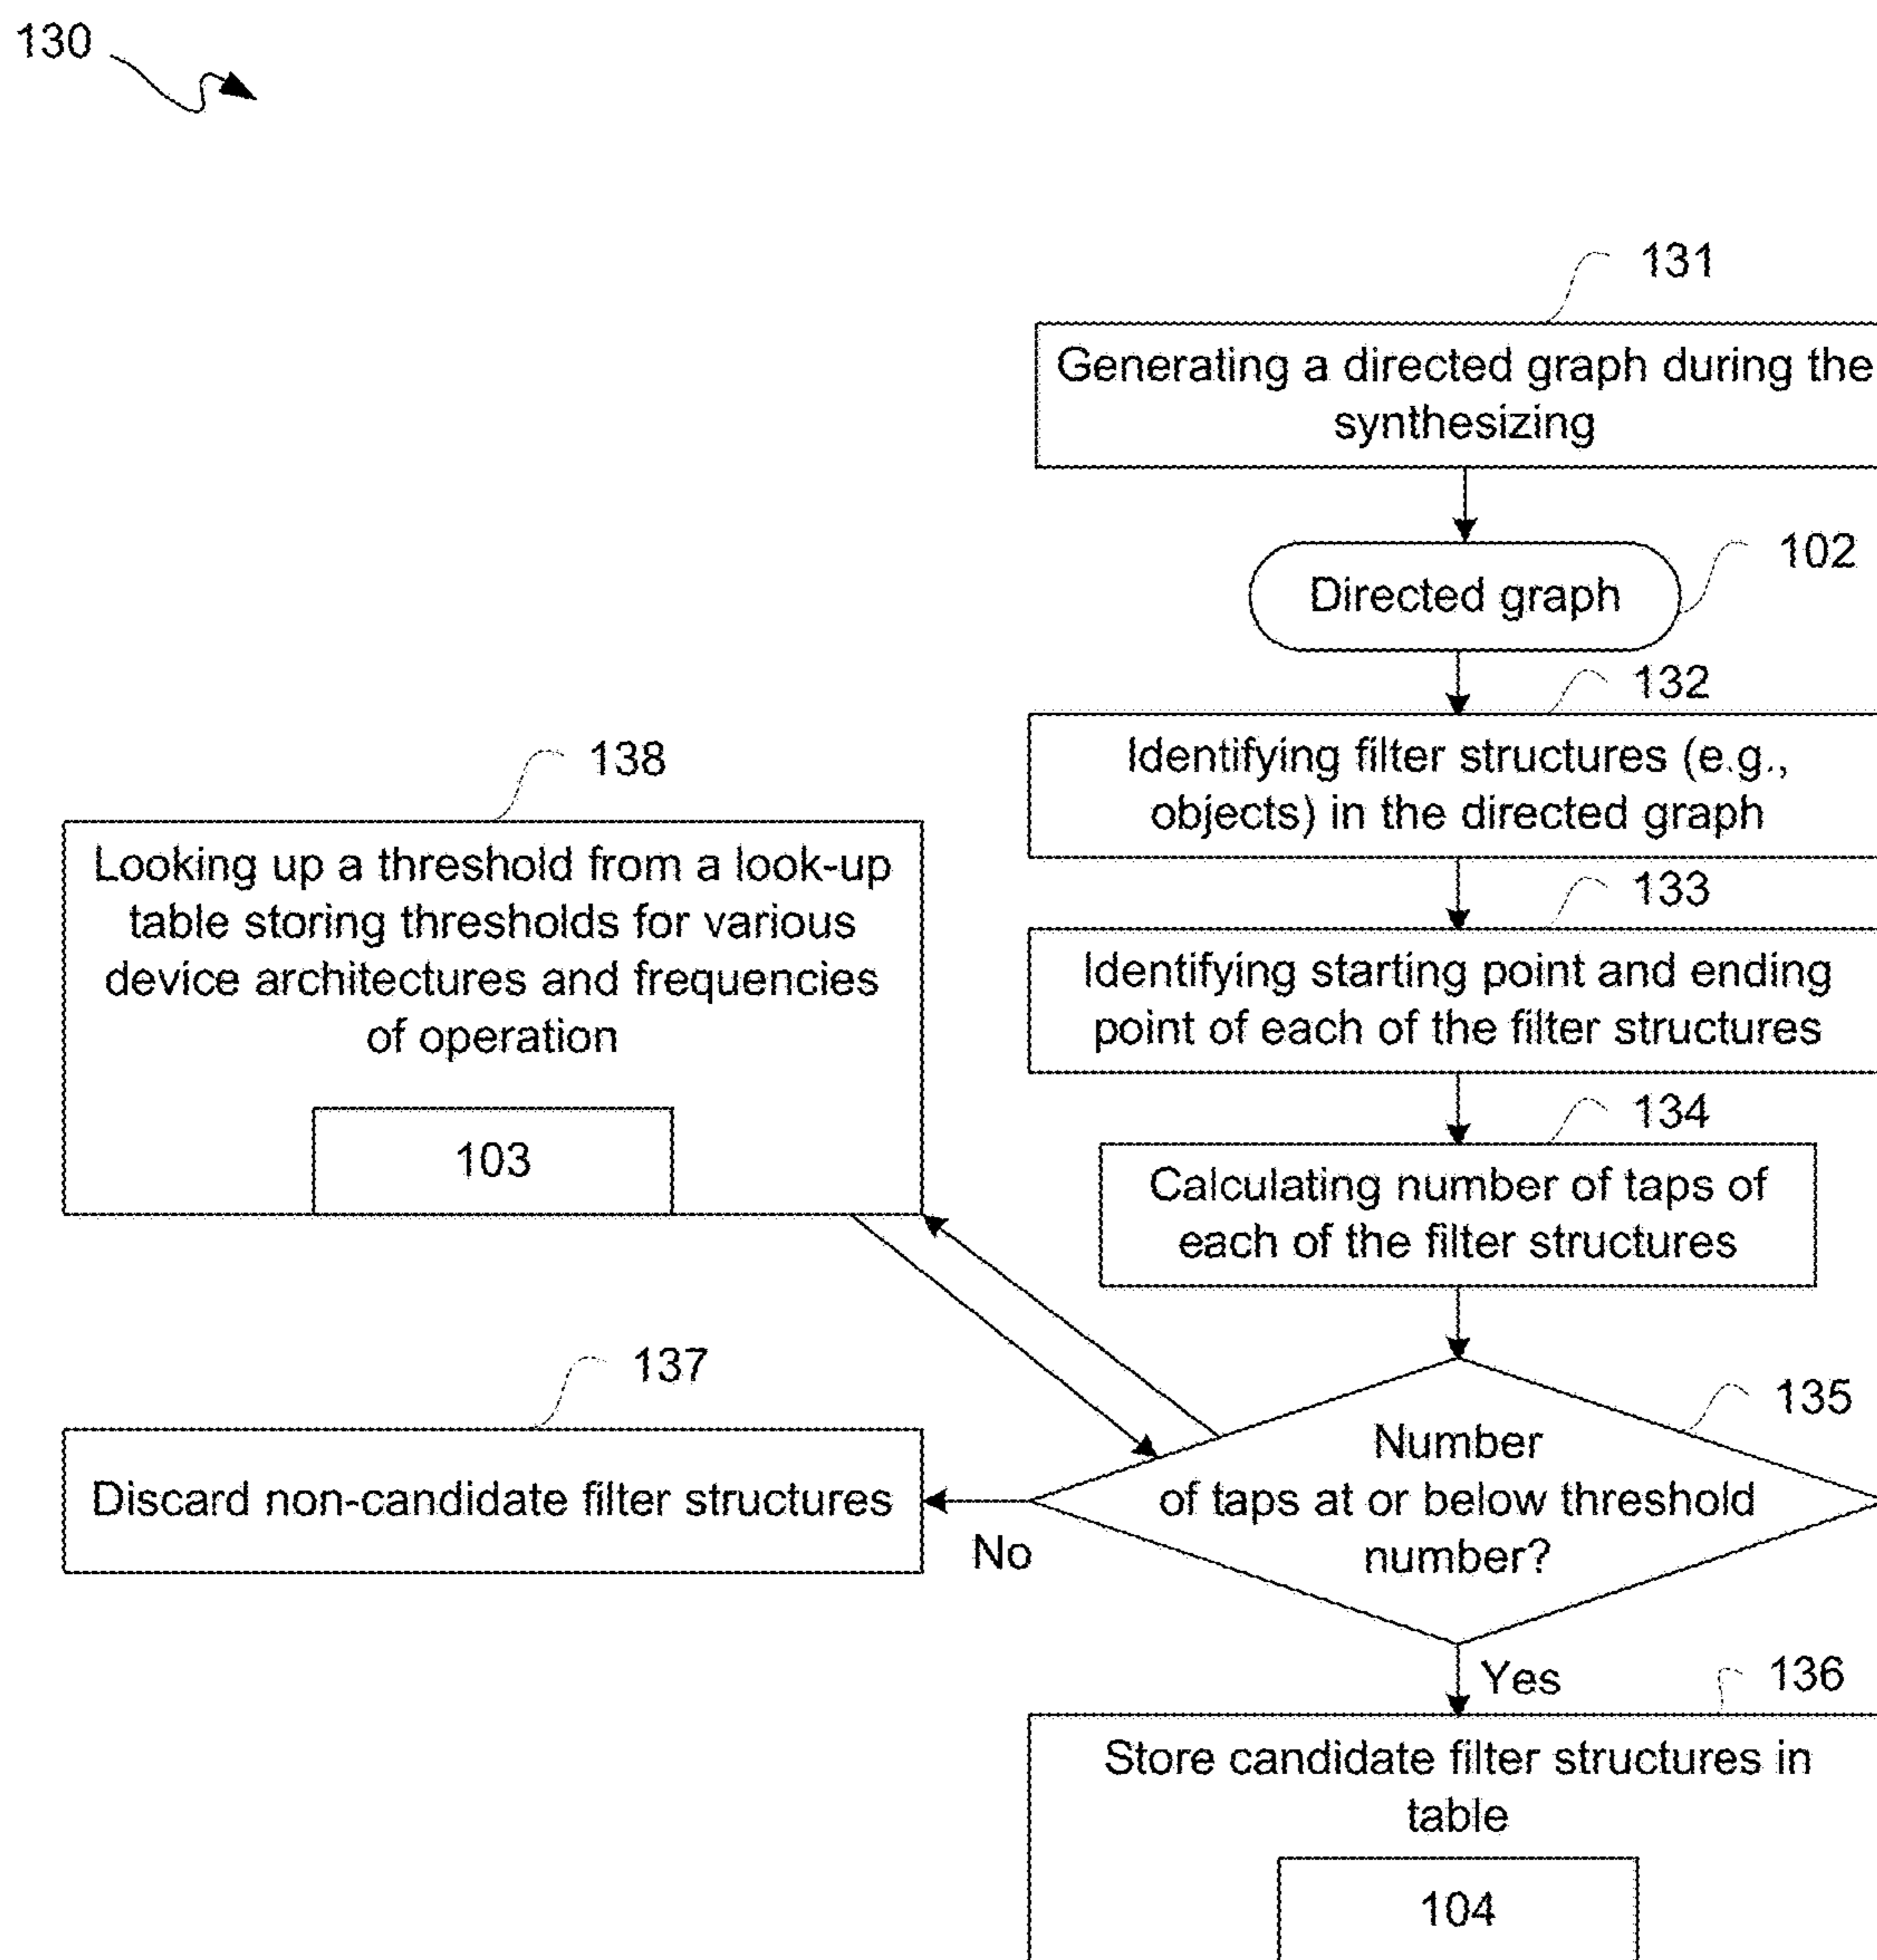 130
131
Generating a directed graph during the
synthesizing
102
Directed graph
132
Identifying filter structures (e.g.,
objects) in the directed graph
138
Looking up a threshold from a look-up
table storing thresholds for various
device architectures and frequencies
of operation
103
133
Identifying starting point and ending
point of each of the filter structures
134
Calculating number of taps of
each of the filter structures
137
Discard non-candidate filter structures
135
Number
of taps at or below threshold
number?
No
Yes
136
Store candidate filter structures in
table
104